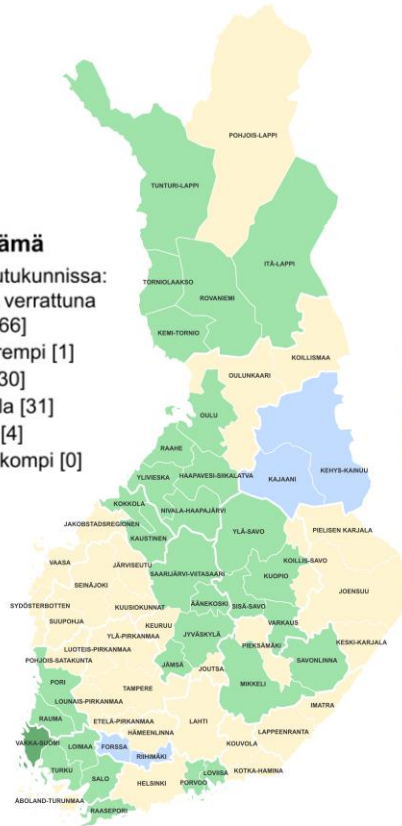 POHJOIS-LAPPI
TUNTURI-LAPPI
ämä
utukunnissa:
verrattuna
66]
rempi [1]
30]
la [31]
[4]
kompi [0]
ITÄ-LAPPI
TORNIOLAAKSO
ROVANIEMI
KEMI-TORNIO
KOILLISMAA
OULUNKAARI
OULU
RAAHE
KEHYS-KAINUU
YLIVIESKA
HAAPAVESI-SIIKALATVA
KAJAANI
KOKKOLA
NIVALA-HAAPAJÄRVI
JAKOBSTADSREGIONEN
YLÄ-SAVO
PIELISEN KARJALA
KAUSTINEN
VAASA
JÄRVISEUTU
KOILLIS-SAVO
SAARIJÄRVI-VIITASAARI
KUOPIO
SEINÄJOKI
JOENSUU
SYDÖSTERBOTTEN
KUUSIOKUNNAT
ÄÄNEKOSKI
SISÄ-SAVO
SUUPOHJA
KEURUU
VARKAUS
YLÄ-PIRKANMAA
JYVÄSKYLÄ
PIEKSÄMÄKI
KESKI-KARJALA
LUOTEIS-PIRKANMAA
POHJOIS-SATAKUNTA
JÄMSÄ
JOUTSA
SAVONLINNA
PORI
TAMPERE
MIKKELI
LOUNAIS-PIRKANMAA
IMATRA
RAUMA
ETELÄ-PIRKANMAA
LAHTI
HÄMEENLINNA
LAPPEENRANTA
VAKKA-SUOMI
LOIMAA
FORSSA
KOUVOLA
RIIHIMÄKI
TURKU
LOVIISA
KOTKA-HAMINA
SALO
HELSINKI
PORVOO
ÅBOLAND-TURUNMAA
RAASEPORI